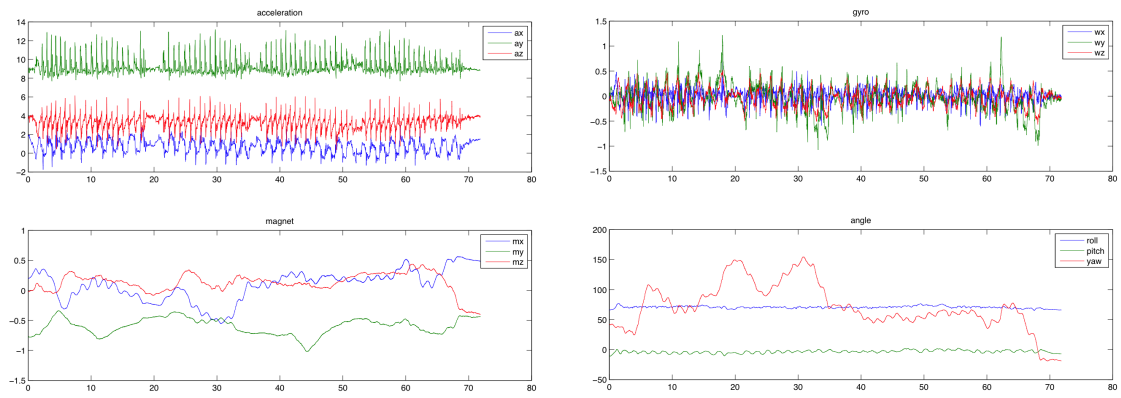 acceleration
14
12
10
8
6
4
2
0
−2
0 10 20 30 40 50 60 70 80
ax
ay
az
gyro
1.5
1
0.5
0
−0.5
−1
−1.5
0 10 20 30 40 50 60 70 80
wx
wy
wz
magnet
1
0.5
0
−0.5
−1
−1.5
0 10 20 30 40 50 60 70 80
mx
my
mz
angle
200
150
100
50
0
−50
0 10 20 30 40 50 60 70 80
roll
pitch
yaw